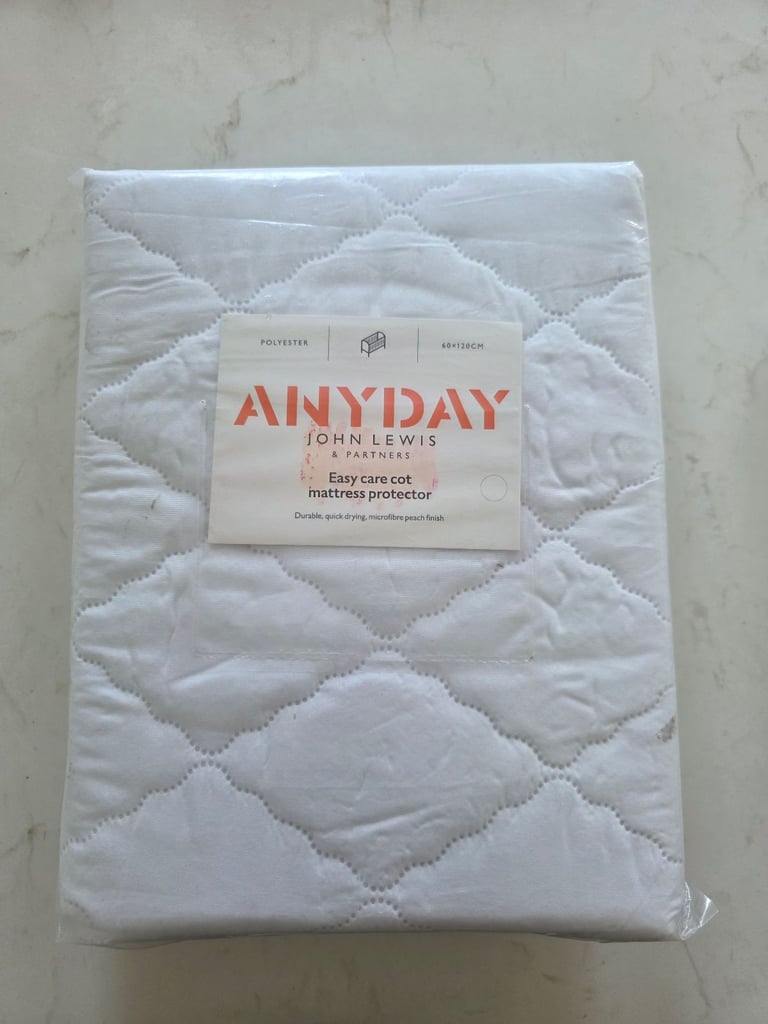 POLYESTER
60×120CM
ANYDAY
JOHN LEWIS
& PARTNERS
Easy care cot
mattress protector
Durable, quick drying, microfibre peach finish